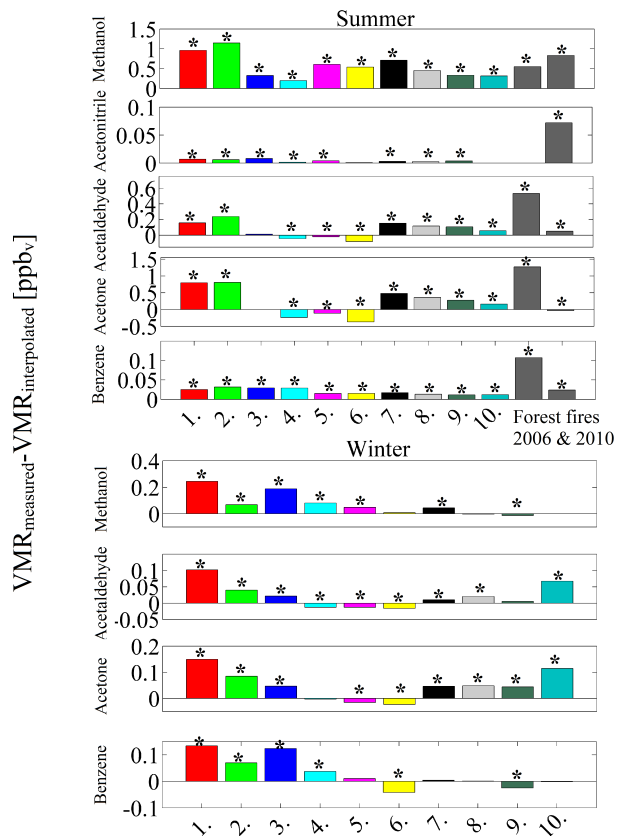 Summer
Methanol
1.5
1
0.5
0
* * * * * * * * * * * *
Acetonitrile
0.1
0.05
0
* * * * * * * * *
Acetaldehyde
0.6
0.4
0.2
0
* * * * * * * * * * *
Acetone
1.5
1
0.5
0
-0.5
* * * * * * * * * * *
Benzene
0.1
0.05
0
* * * * * * * * * * * *
1. 2. 3. 4. 5. 6. 7. 8. 9. 10. Forest fires
2006 & 2010
VMRmeasured-VMRinterpolated [ppbv]
Winter
Methanol
0.4
0.2
0
* * * * * * *
Acetaldehyde
0.1
0.05
0
-0.05
* * * * * * * * *
Acetone
0.2
0.1
0
* * * * * * * * *
Benzene
0.1
0
-0.1
* * * * * *
1. 2. 3. 4. 5. 6. 7. 8. 9. 10.